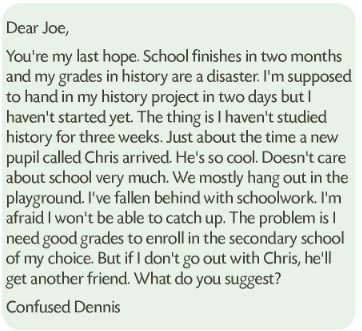 Dear Joe,
You're my last hope. School finishes in two months
and my grades in history are a disaster. I'm supposed
to hand in my history project in two days but I
haven't started yet. The thing is I haven't studied
history for three weeks. Just about the time a new
pupil called Chris arrived. He's so cool. Doesn't care
about school very much. We mostly hang out in the
playground. I've fallen behind with schoolwork. I'm
afraid I won't be able to catch up. The problem is I
need good grades to enroll in the secondary school
of my choice. But if I don't go out with Chris, he'll
get another friend. What do you suggest?
Confused Dennis